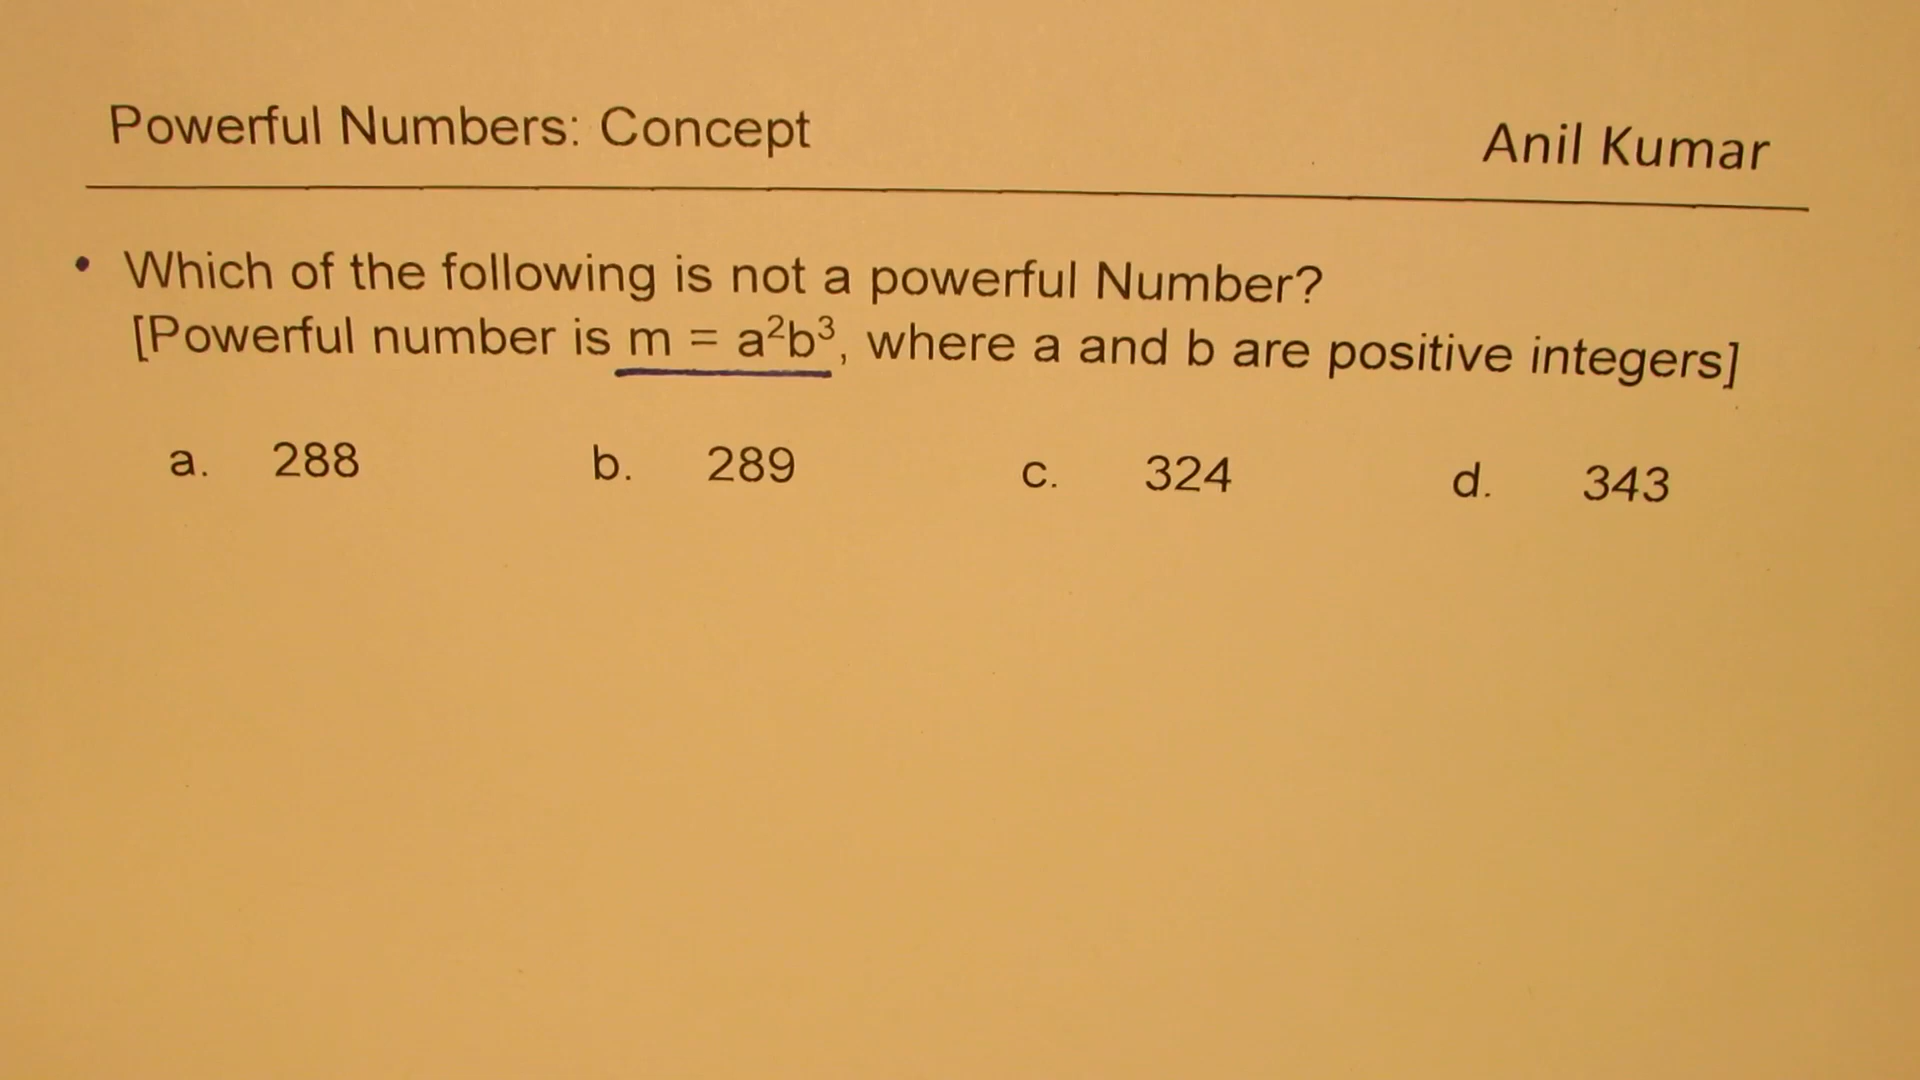 Powerful Numbers: Concept
Anil Kumar
• Which of the following is not a powerful Number?
[Powerful number is m = a²b³, where a and b are positive integers]
a. 288 b. 289 c. 324 d. 343